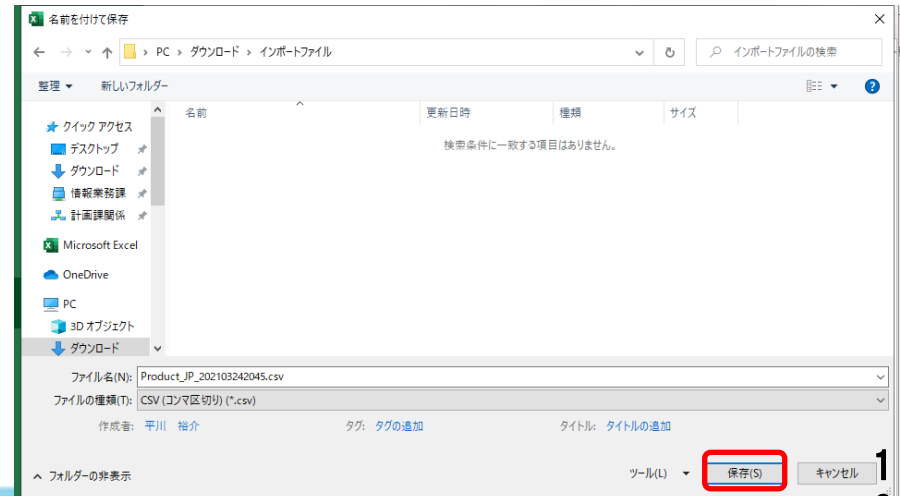 名前を付けて保存
PC > ダウンロード > インポートファイル
インポートファイルの検索
整理 新しいフォルダー
名前 更新日時 種類 サイズ
検索条件に一致する項目はありません。
クイック アクセス
デスクトップ
ダウンロード
情報業務課
計画課関係
Microsoft Excel
OneDrive
PC
3D オブジェクト
ダウンロード
ファイル名(N): Product_JP_202103242045.csv
ファイルの種類(T): CSV (コンマ区切り) (*.csv)
作成者: 平川 裕介 タグ: タグの追加 タイトル: タイトルの追加
フォルダーの非表示 ツール(L) 保存(S) キャンセル 1